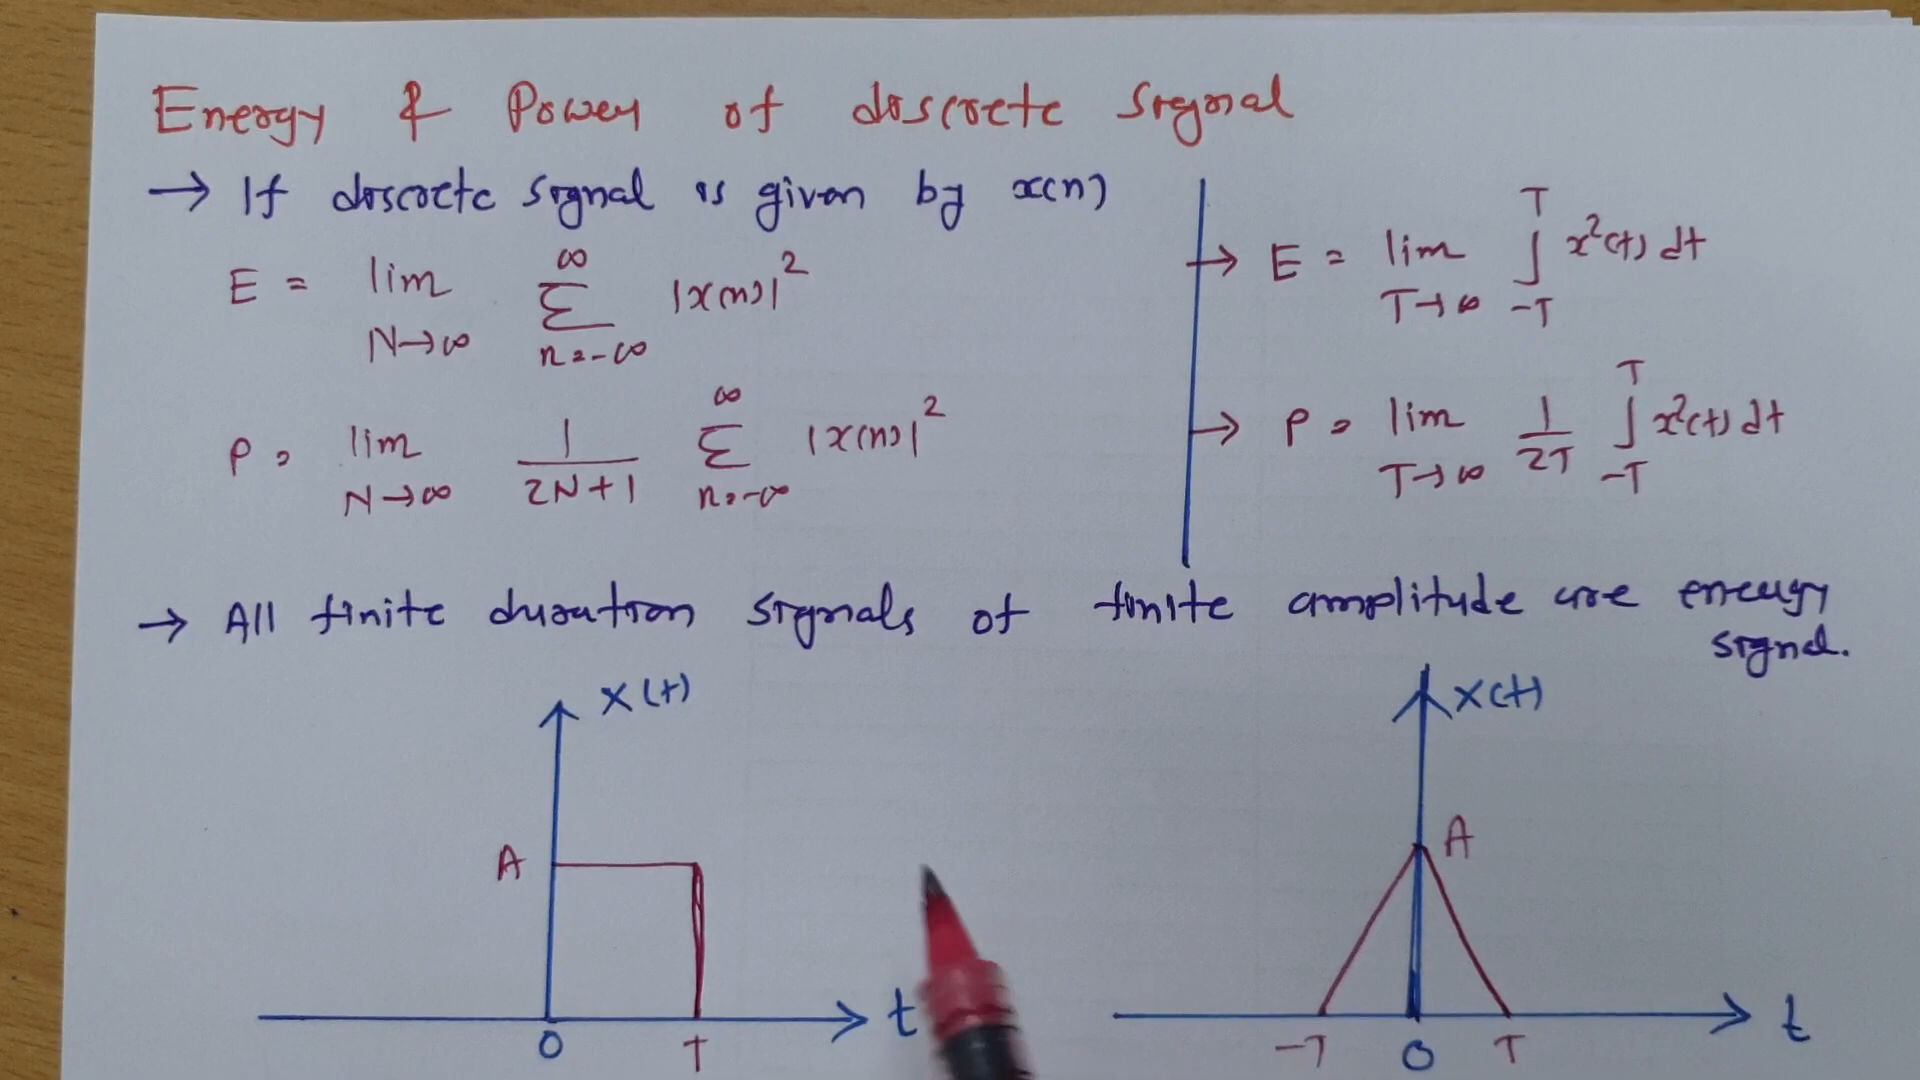 Energy & Power of discrete signal
→ If discrete signal is given by x(n)
E = lim N→∞ ∞ Σ n=-∞ |x(n)|²
P = lim N→∞ 1/2N+1 ∞ Σ n=-∞ |x(n)|²
→ E = lim T→∞ ∫ T -T x²(t) dt
→ P = lim T→∞ 1/2T ∫ T -T x²(t) dt
→ All finite duration signals of finite amplitude are energy
signal.
x(t)
A
0
T
t
x(t)
A
-T
0
T
t